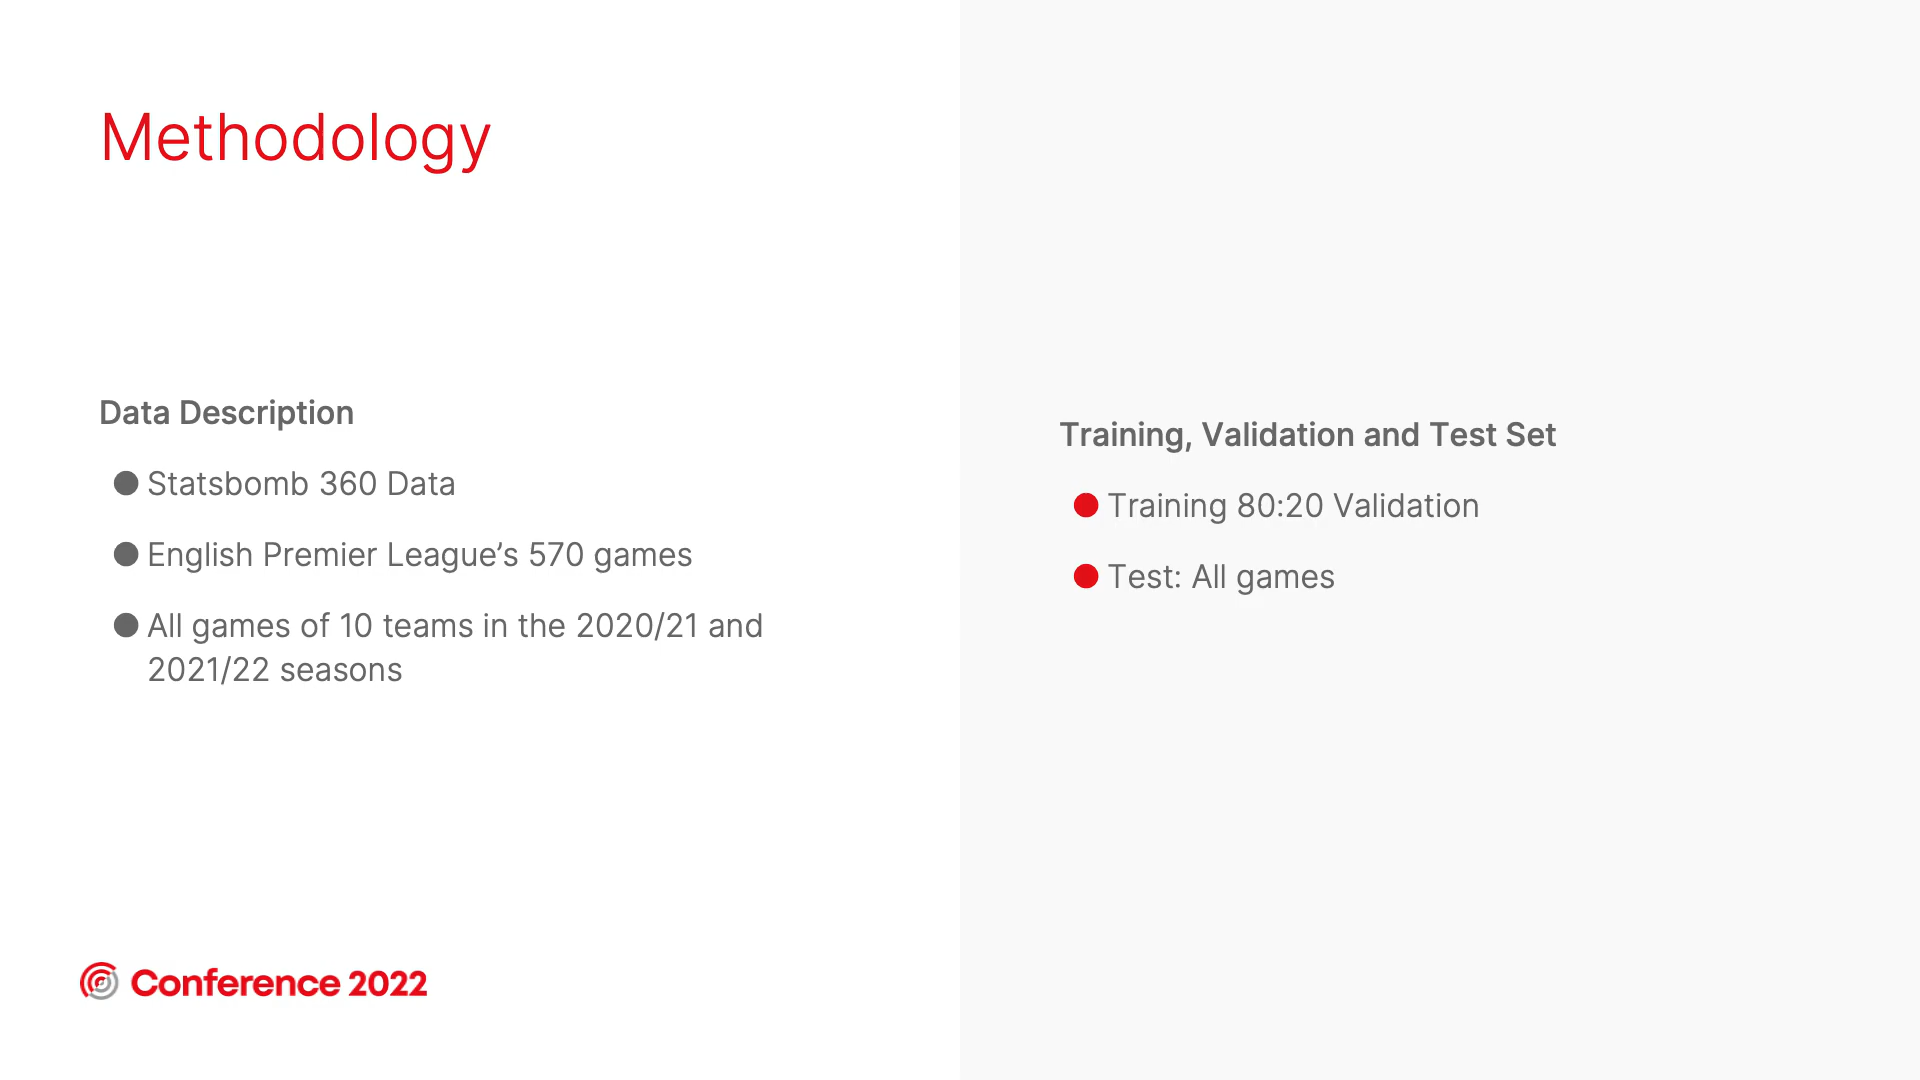 Methodology
Data Description
● Statsbomb 360 Data
● English Premier League’s 570 games
● All games of 10 teams in the 2020/21 and
2021/22 seasons
Training, Validation and Test Set
● Training 80:20 Validation
● Test: All games
Conference 2022